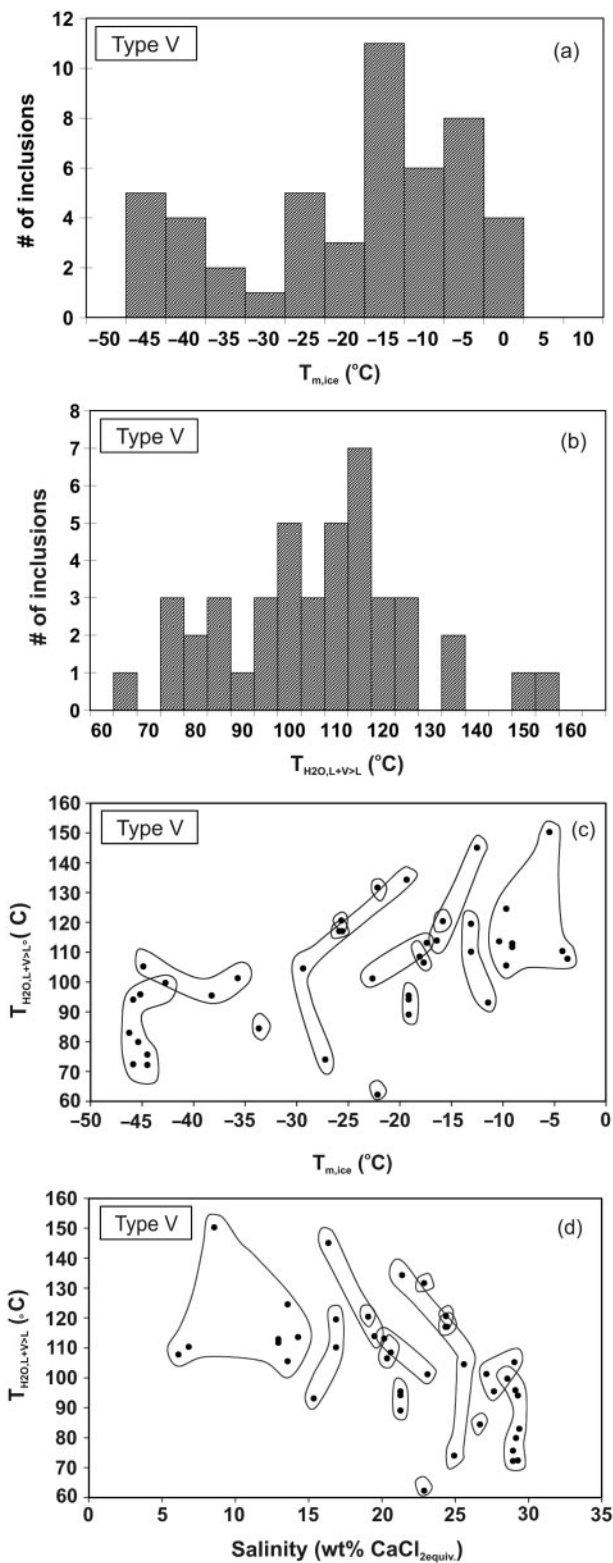 Type V
(a)
# of inclusions
12
10
8
6
4
2
0
−50 −45 −40 −35 −30 −25 −20 −15 −10 −5 0 5 10
Tm,ice (°C)
Type V
(b)
# of inclusions
8
7
6
5
4
3
2
1
0
60 70 80 90 100 110 120 130 140 150 160
TH2O,L+V>L (°C)
Type V
(c)
TH2O,L+V>L°( C)
160
150
140
130
120
110
100
90
80
70
60
−50 −45 −40 −35 −30 −25 −20 −15 −10 −5 0
Tm,ice (°C)
Type V
(d)
TH2O,L+V>L (°C)
160
150
140
130
120
110
100
90
80
70
60
0 5 10 15 20 25 30 35
Salinity (wt% CaCl2equiv.)